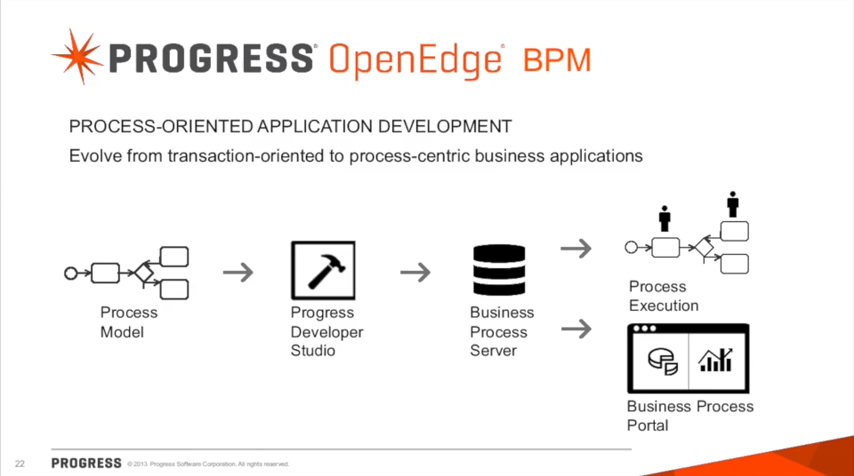 PROGRESS® OpenEdge® BPM
PROCESS-ORIENTED APPLICATION DEVELOPMENT
Evolve from transaction-oriented to process-centric business applications
Process
Model
Progress
Developer
Studio
Business
Process
Server
Process
Execution
Business Process
Portal
22
PROGRESS © 2013 Progress Software Corporation. All rights reserved.